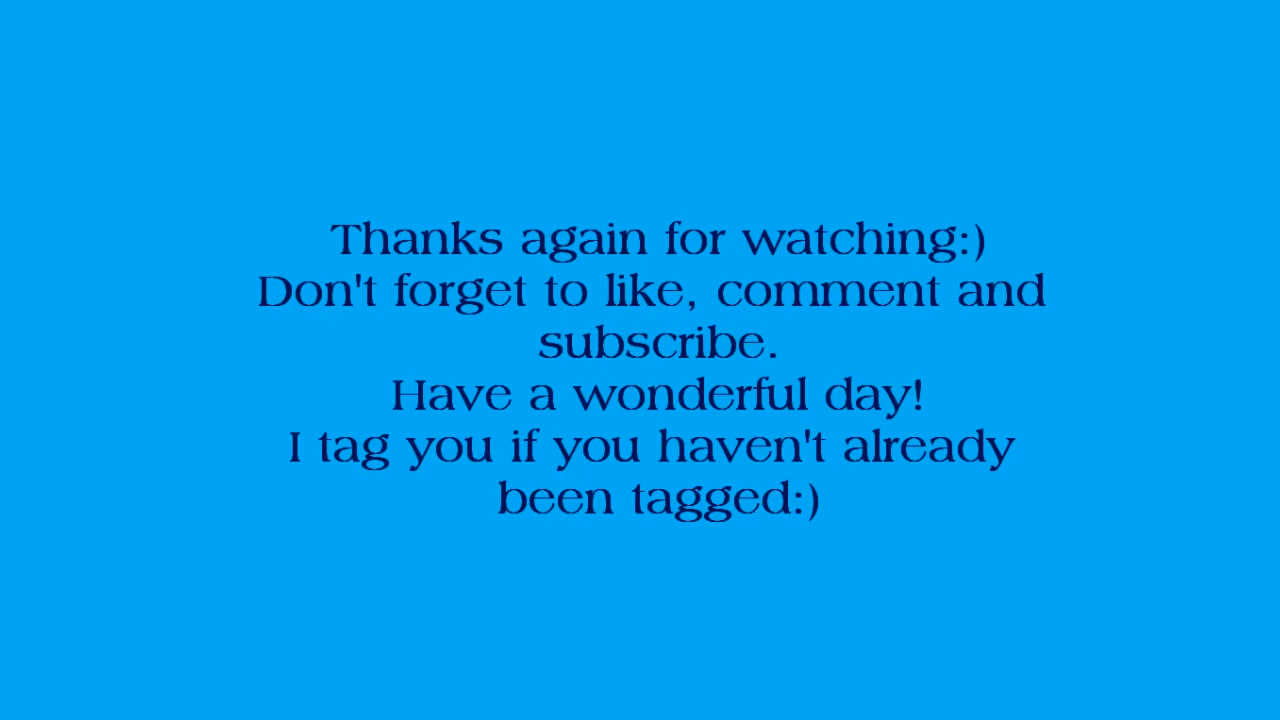 Thanks again for watching:)
Don't forget to like, comment and
subscribe.
Have a wonderful day!
I tag you if you haven't already
been tagged:)